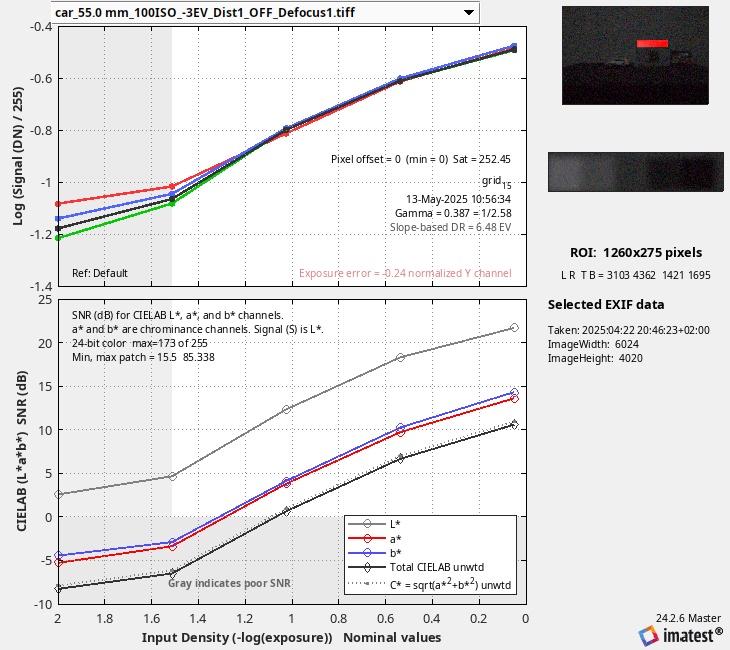 car_55.0 mm_100ISO_-3EV_Dist1_OFF_Defocus1.tiff
-0.4
-0.6
-0.8
-1
-1.2
-1.4
Log (Signal (DN) / 255)
Pixel offset = 0 (min = 0) Sat = 252.45
grid_15
13-May-2025 10:56:34
Gamma = 0.387 = 1/2.58
Slope-based DR = 6.48 EV
Ref: Default
Exposure error = -0.24 normalized Y channel
25
20
15
10
5
0
-5
-10
CIELAB (L*a*b*) SNR (dB)
SNR (dB) for CIELAB L*, a*, and b* channels.
a* and b* are chrominance channels. Signal (S) is L*.
24-bit color max=173 of 255
Min, max patch = 15.5 85.338
Gray indicates poor SNR
L*
a*
b*
Total CIELAB unwtd
C* = sqrt(a*²+b*²) unwtd
2 1.8 1.6 1.4 1.2 1 0.8 0.6 0.4 0.2 0
Input Density (-log(exposure)) Nominal values
ROI: 1260x275 pixels
L R T B = 3103 4362 1421 1695
Selected EXIF data
Taken: 2025:04:22 20:46:23+02:00
ImageWidth: 6024
ImageHeight: 4020
24.2.6 Master
imatest®